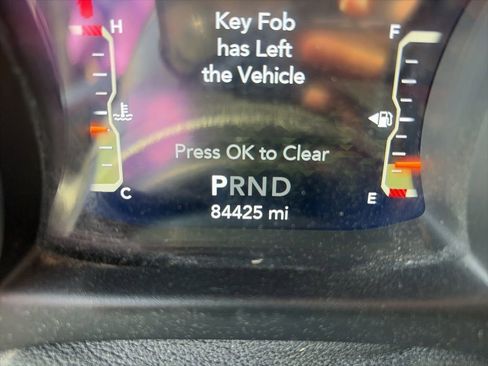 Key Fob
has Left
the Vehicle
H
F
Press OK to Clear
C
PRND
E
84425 mi